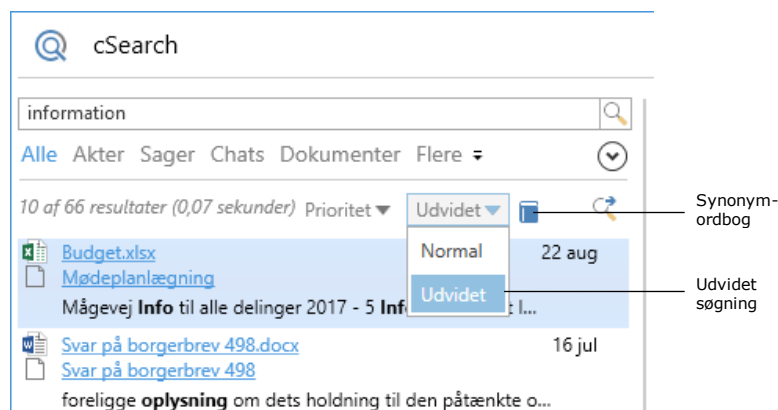 cSearch
information
Alle Akter Sager Chats Dokumenter Flere
10 af 66 resultater (0,07 sekunder) Prioritet Udvidet
Synonym-
ordbog
Normal
Udvidet
Udvidet
søgning
Budget.xlsx 22 aug
Mødeplanlægning
Mågevej Info til alle delinger 2017 - 5
Svar på borgerbrev 498.docx 16 jul
Svar på borgerbrev 498
foreligge oplysning om dets holdning til den påtænkte o...